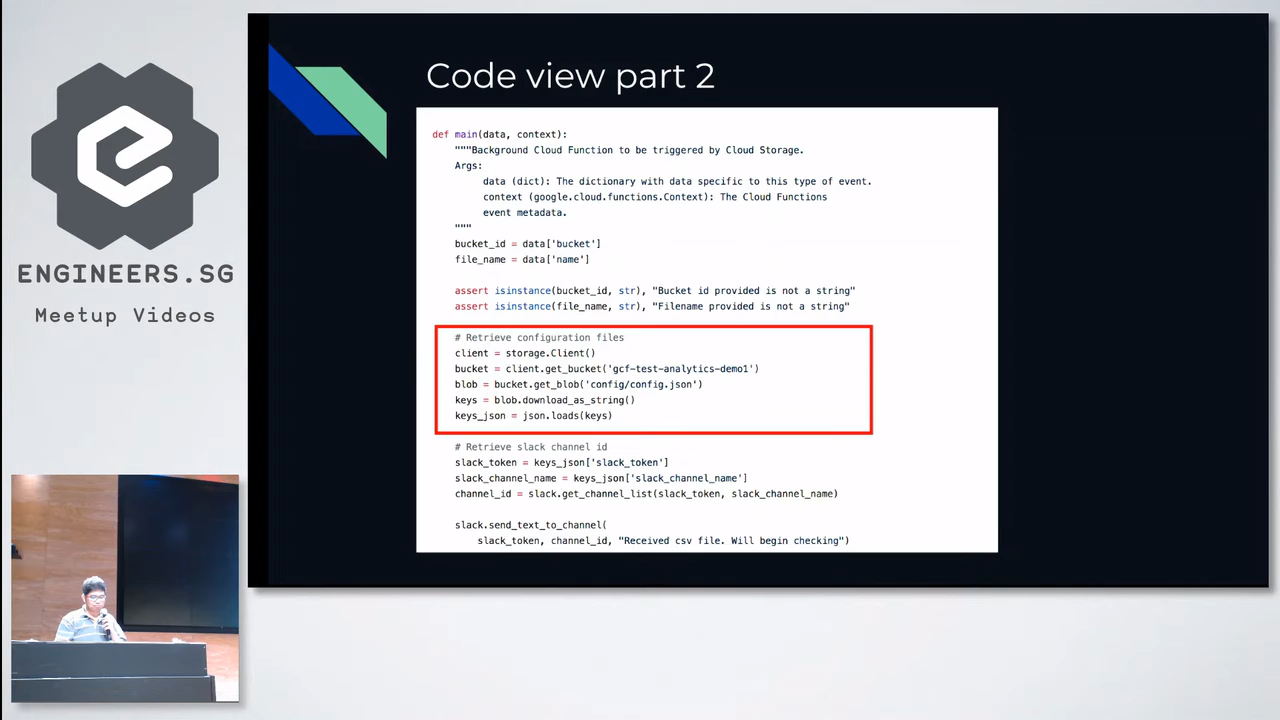 ENGINEERS.SG
Meetup Videos
Code view part 2
def main(data, context):
"""Background Cloud Function to be triggered by Cloud Storage.
Args:
data (dict): The dictionary with data specific to this type of event.
context (google.cloud.functions.Context): The Cloud Functions
event metadata.
"""
bucket_id = data['bucket']
file_name = data['name']
assert isinstance(bucket_id, str), "Bucket id provided is not a string"
assert isinstance(file_name, str), "Filename provided is not a string"
# Retrieve configuration files
client = storage.Client()
bucket = client.get_bucket('gcf-test-analytics-demo1')
blob = bucket.get_blob('config/config.json')
keys = blob.download_as_string()
keys_json = json.loads(keys)
# Retrieve slack channel id
slack_token = keys_json['slack_token']
slack_channel_name = keys_json['slack_channel_name']
channel_id = slack.get_channel_list(slack_token, slack_channel_name)
slack.send_text_to_channel(
slack_token, channel_id, "Received csv file. Will begin checking")